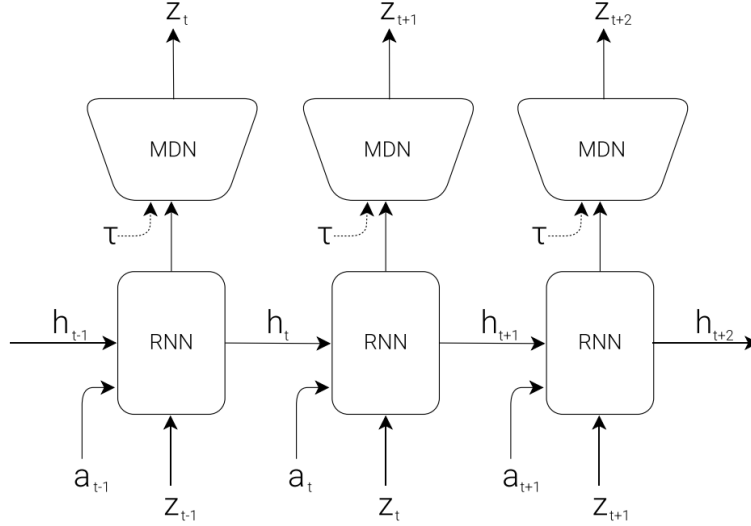 z_t z_t+1 z_t+2
MDN MDN MDN
τ τ τ
h_t-1 h_t h_t+1 h_t+2
RNN RNN RNN
a_t-1 a_t a_t+1
z_t-1 z_t z_t+1